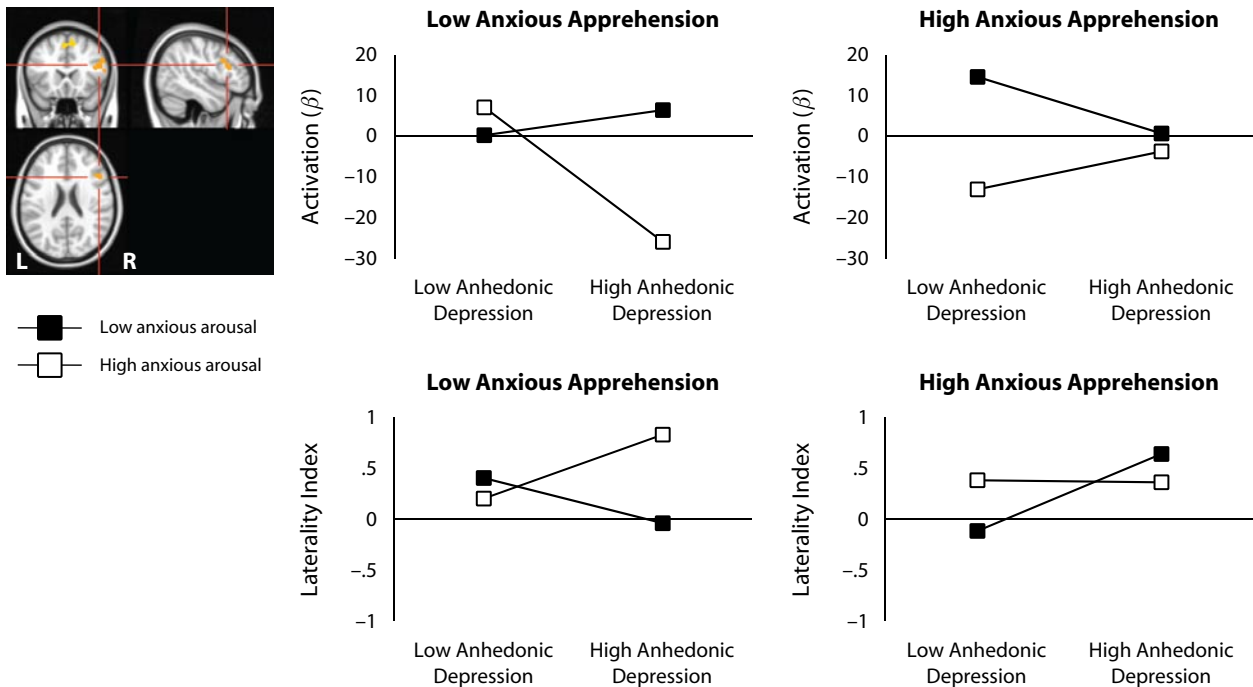 L
R
Low anxious arousal
High anxious arousal
Low Anxious Apprehension
Activation (β)
20
10
0
–10
–20
–30
Low Anhedonic
Depression
High Anhedonic
Depression
High Anxious Apprehension
Activation (β)
20
10
0
–10
–20
–30
Low Anhedonic
Depression
High Anhedonic
Depression
Low Anxious Apprehension
Laterality Index
1
.5
0
–.5
–1
Low Anhedonic
Depression
High Anhedonic
Depression
High Anxious Apprehension
Laterality Index
1
.5
0
–.5
–1
Low Anhedonic
Depression
High Anhedonic
Depression